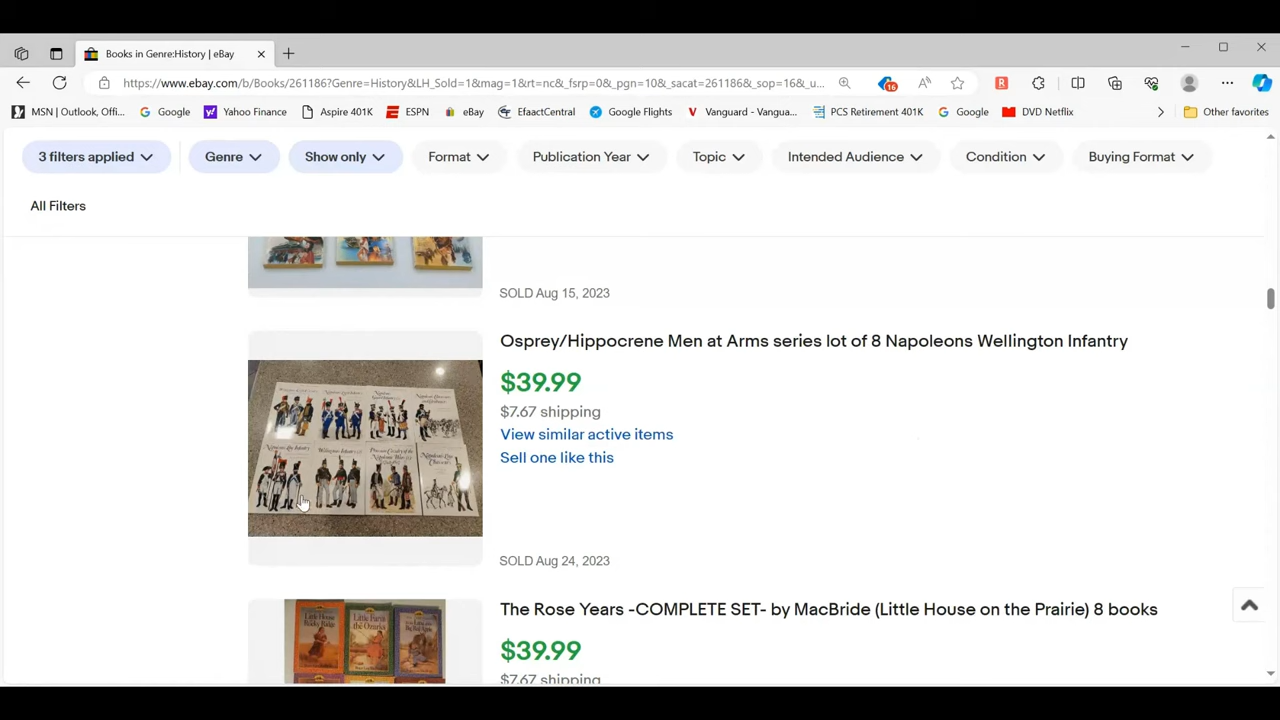 Books in Genre:History | eBay
https://www.ebay.com/b/Books/261186?Genre=History&LH_Sold=1&mag=1&rt=nc&_fsrp=0&_pgn=10&_sacat=261186&_sop=16&_u...
16
MSN | Outlook, Offi... Google Yahoo Finance Aspire 401K ESPN eBay EfaactCentral Google Flights Vanguard - Vangua... PCS Retirement 401K Google DVD Netflix Other favorites
3 filters applied Genre Show only Format Publication Year Topic Intended Audience Condition Buying Format
All Filters
SOLD Aug 15, 2023
Osprey/Hippocrene Men at Arms series lot of 8 Napoleons Wellington Infantry
$39.99
$7.67 shipping
View similar active items
Sell one like this
SOLD Aug 24, 2023
The Rose Years -COMPLETE SET- by MacBride (Little House on the Prairie) 8 books
$39.99
$7.67 shipping